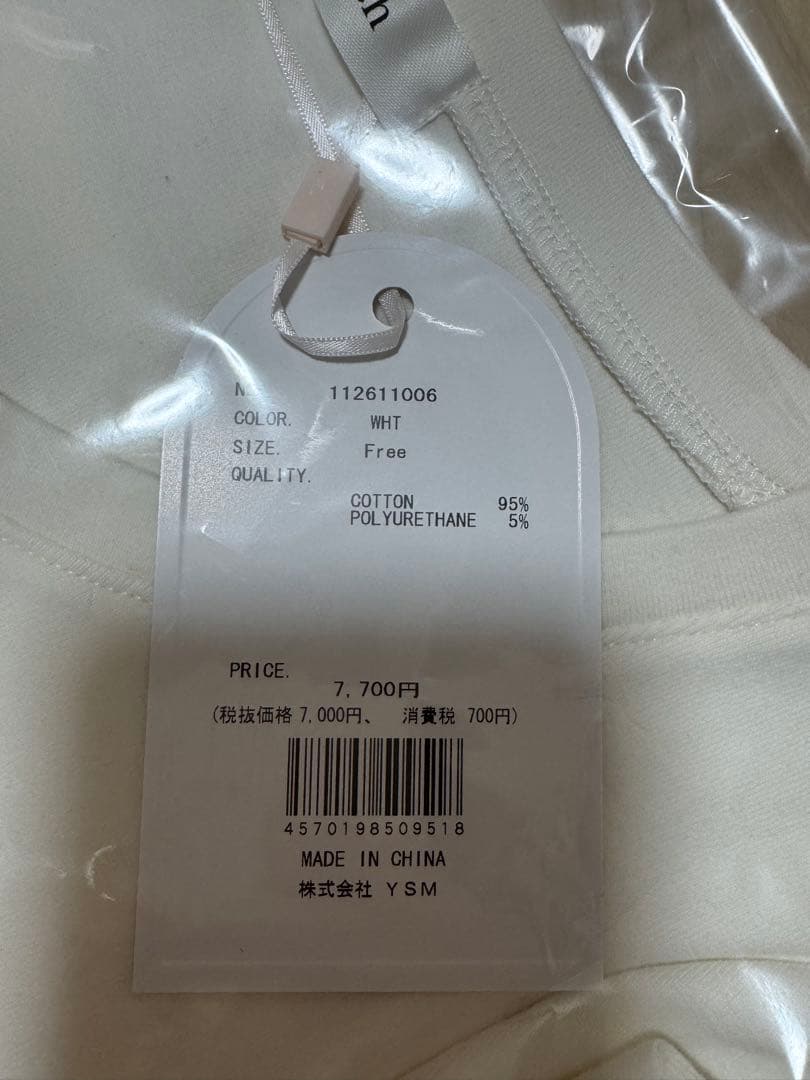 112611006
COLOR. WHT
SIZE. Free
QUALITY.
COTTON 95%
POLYURETHANE 5%
PRICE.
7,700円
(税抜価格 7,000円、 消費税 700円)
4570198509518
MADE IN CHINA
株式会社 YSM